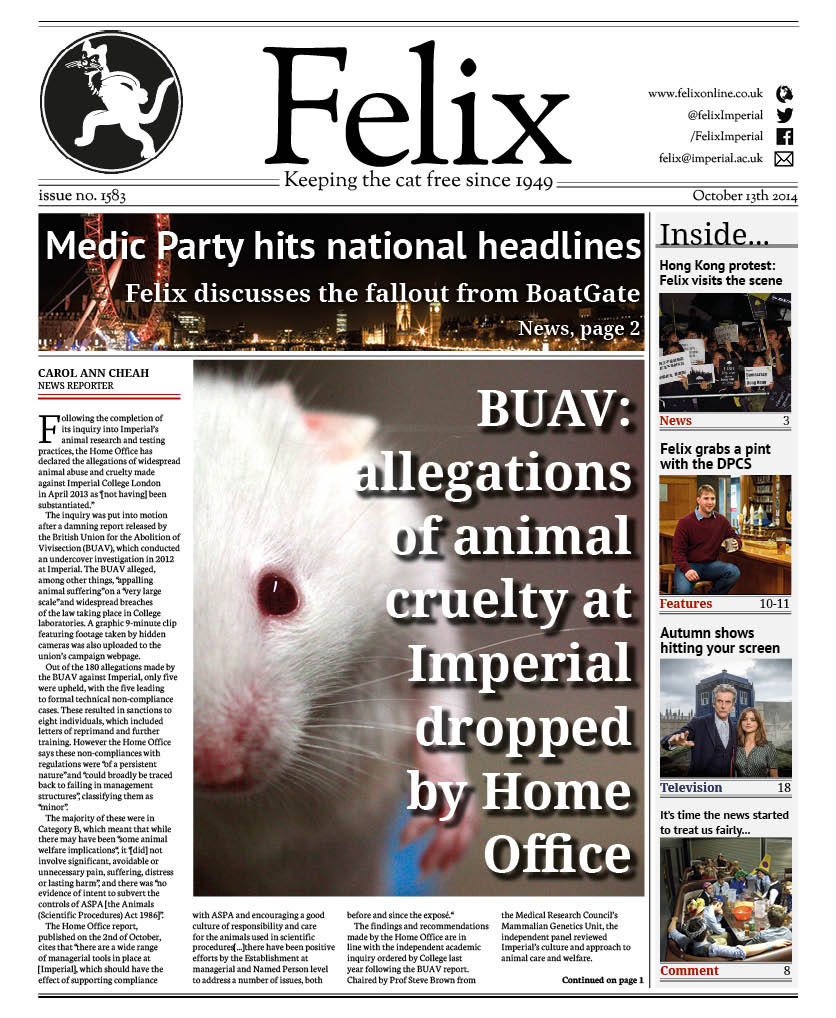 Felix
www.felixonline.co.uk
@felixImperial
/FelixImperial
felix@imperial.ac.uk
Keeping the cat free since 1949
issue no. 1583
October 13th 2014
Medic Party hits national headlines
Felix discusses the fallout from BoatGate
News, page 2
CAROL ANN CHEAH
NEWS REPORTER
Following the completion of
its inquiry into Imperial's
animal research and testing
practices, the Home Office has
declared the allegations of widespread
animal abuse and cruelty made
against Imperial College London
in April 2013 as "[not having] been
substantiated."
The inquiry was put into motion
after a damning report released by
the British Union for the Abolition of
Vivisection (BUAV), which conducted
an undercover investigation in 2012
at Imperial. The BUAV alleged,
among other things, "appalling
animal suffering" on a "very large
scale" and widespread breaches
of the law taking place in College
laboratories. A graphic 9-minute clip
featuring footage taken by hidden
cameras was also uploaded to the
union's campaign webpage.
Out of the 180 allegations made by
the BUAV against Imperial, only five
were upheld, with the five leading
to formal technical non-compliance
cases. These resulted in sanctions to
eight individuals, which included
letters of reprimand and further
training. However the Home Office
says these non-compliances with
regulations were "of a persistent
nature" and "could broadly be traced
back to failing in management
structures", classifying them as
"minor".
The majority of these were in
Category B, which meant that while
there may have been "some animal
welfare implications", it "[did] not
involve significant, avoidable or
unnecessary pain, suffering, distress
or lasting harm", and there was "no
evidence of intent to subvert the
controls of ASPA [the Animals
(Scientific Procedures) Act 1986]".
The Home Office report,
published on the 2nd of October,
cites that "there are a wide range
of managerial tools in place at
[Imperial], which should have the
effect of supporting compliance
BUAV:
allegations
of animal
cruelty at
Imperial
dropped
by Home
Office
with ASPA and encouraging a good
culture of responsibility and care
for the animals used in scientific
procedures[...]there have been positive
efforts by the Establishment at
managerial and Named Person level
to address a number of issues, both
before and since the exposé."
The findings and recommendations
made by the Home Office are in
line with the independent academic
inquiry ordered by College last
year following the BUAV report.
Chaired by Prof Steve Brown from
the Medical Research Council's
Mammalian Genetics Unit, the
independent panel reviewed
Imperial's culture and approach to
animal care and welfare.
Continued on page 1
Inside...
Hong Kong protest:
Felix visits the scene
News 3
Felix grabs a pint
with the DPCS
Features 10-11
Autumn shows
hitting your screen
Television 18
It's time the news started
to treat us fairly...
Comment 8